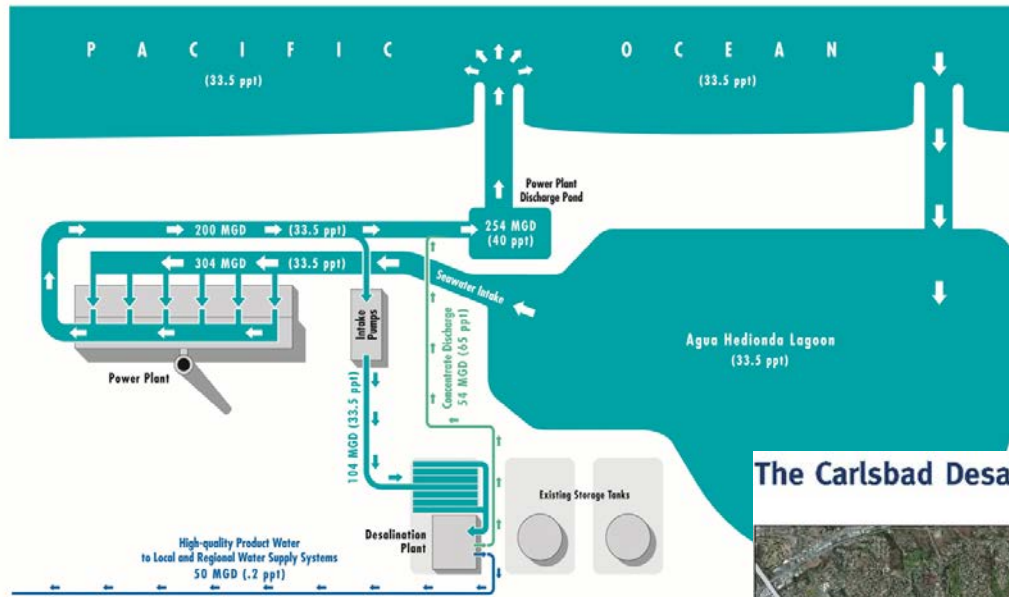 PACIFIC OCEAN
(33.5 ppt) (33.5 ppt)
Power Plant
Discharge Pond
254 MGD
(40 ppt)
200 MGD (33.5 ppt)
304 MGD (33.5 ppt)
Seawater Intake
Agua Hedionda Lagoon
(33.5 ppt)
Intake
Pumps
Power Plant
Concentrate Discharge
54 MGD (65 ppt)
104 MGD (33.5 ppt)
Existing Storage Tanks
Desalination
Plant
High-quality Product Water
to Local and Regional Water Supply Systems
50 MGD (.2 ppt)
The Carlsbad Desa